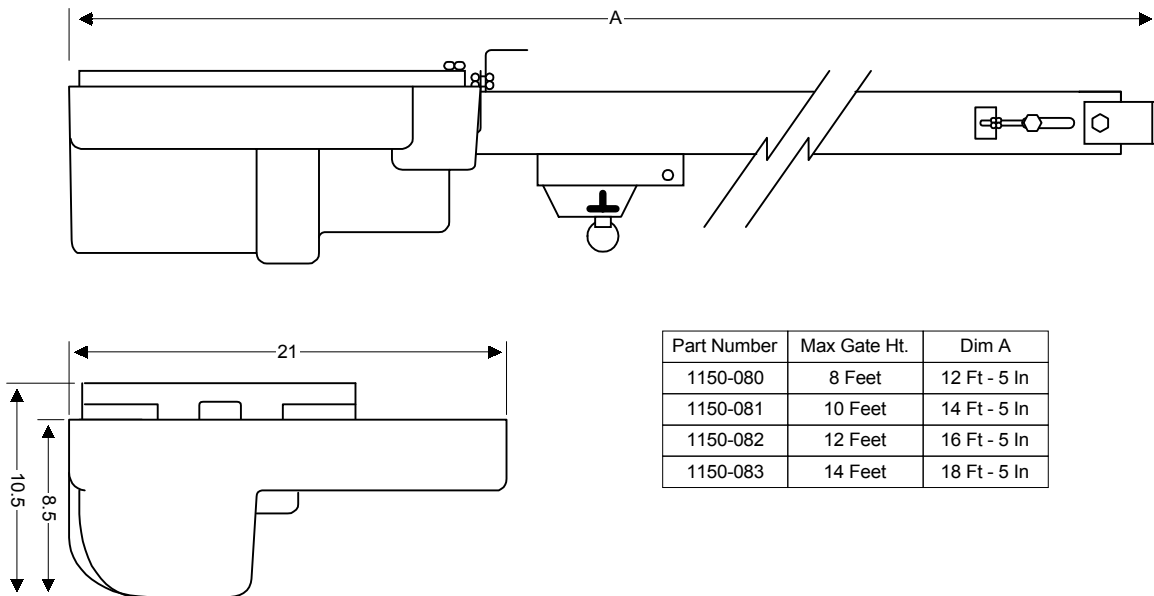 A
21
10.5
8.5
Part Number Max Gate Ht. Dim A
1150-080 8 Feet 12 Ft - 5 In
1150-081 10 Feet 14 Ft - 5 In
1150-082 12 Feet 16 Ft - 5 In
1150-083 14 Feet 18 Ft - 5 In